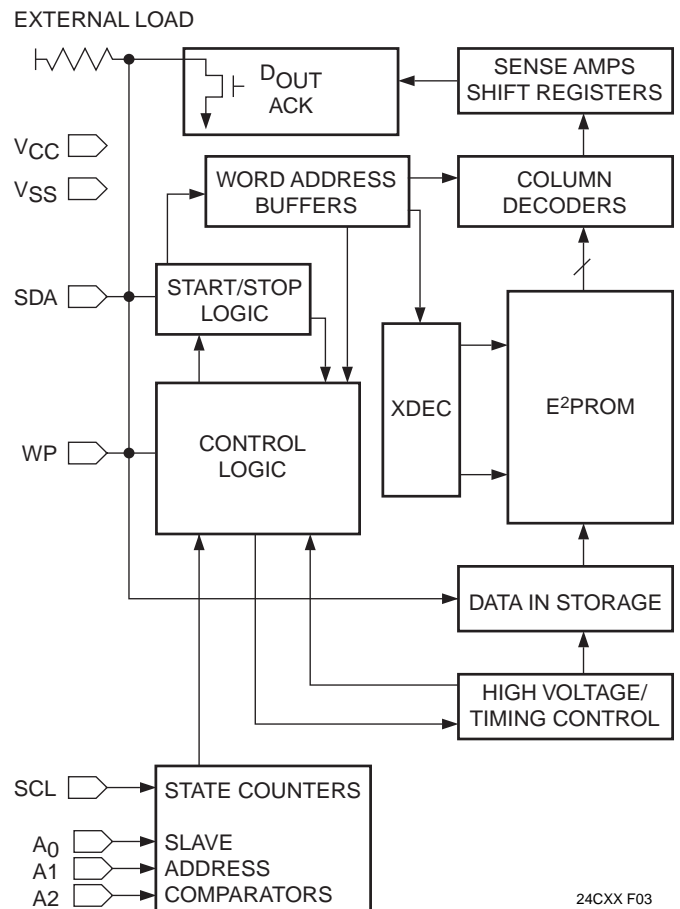 EXTERNAL LOAD
DOUT
ACK
SENSE AMPS
SHIFT REGISTERS
VCC
VSS
WORD ADDRESS
BUFFERS
COLUMN
DECODERS
SDA
START/STOP
LOGIC
XDEC
E²PROM
WP
CONTROL
LOGIC
DATA IN STORAGE
HIGH VOLTAGE/
TIMING CONTROL
SCL
STATE COUNTERS
A0
SLAVE
A1
ADDRESS
A2
COMPARATORS
24CXX F03